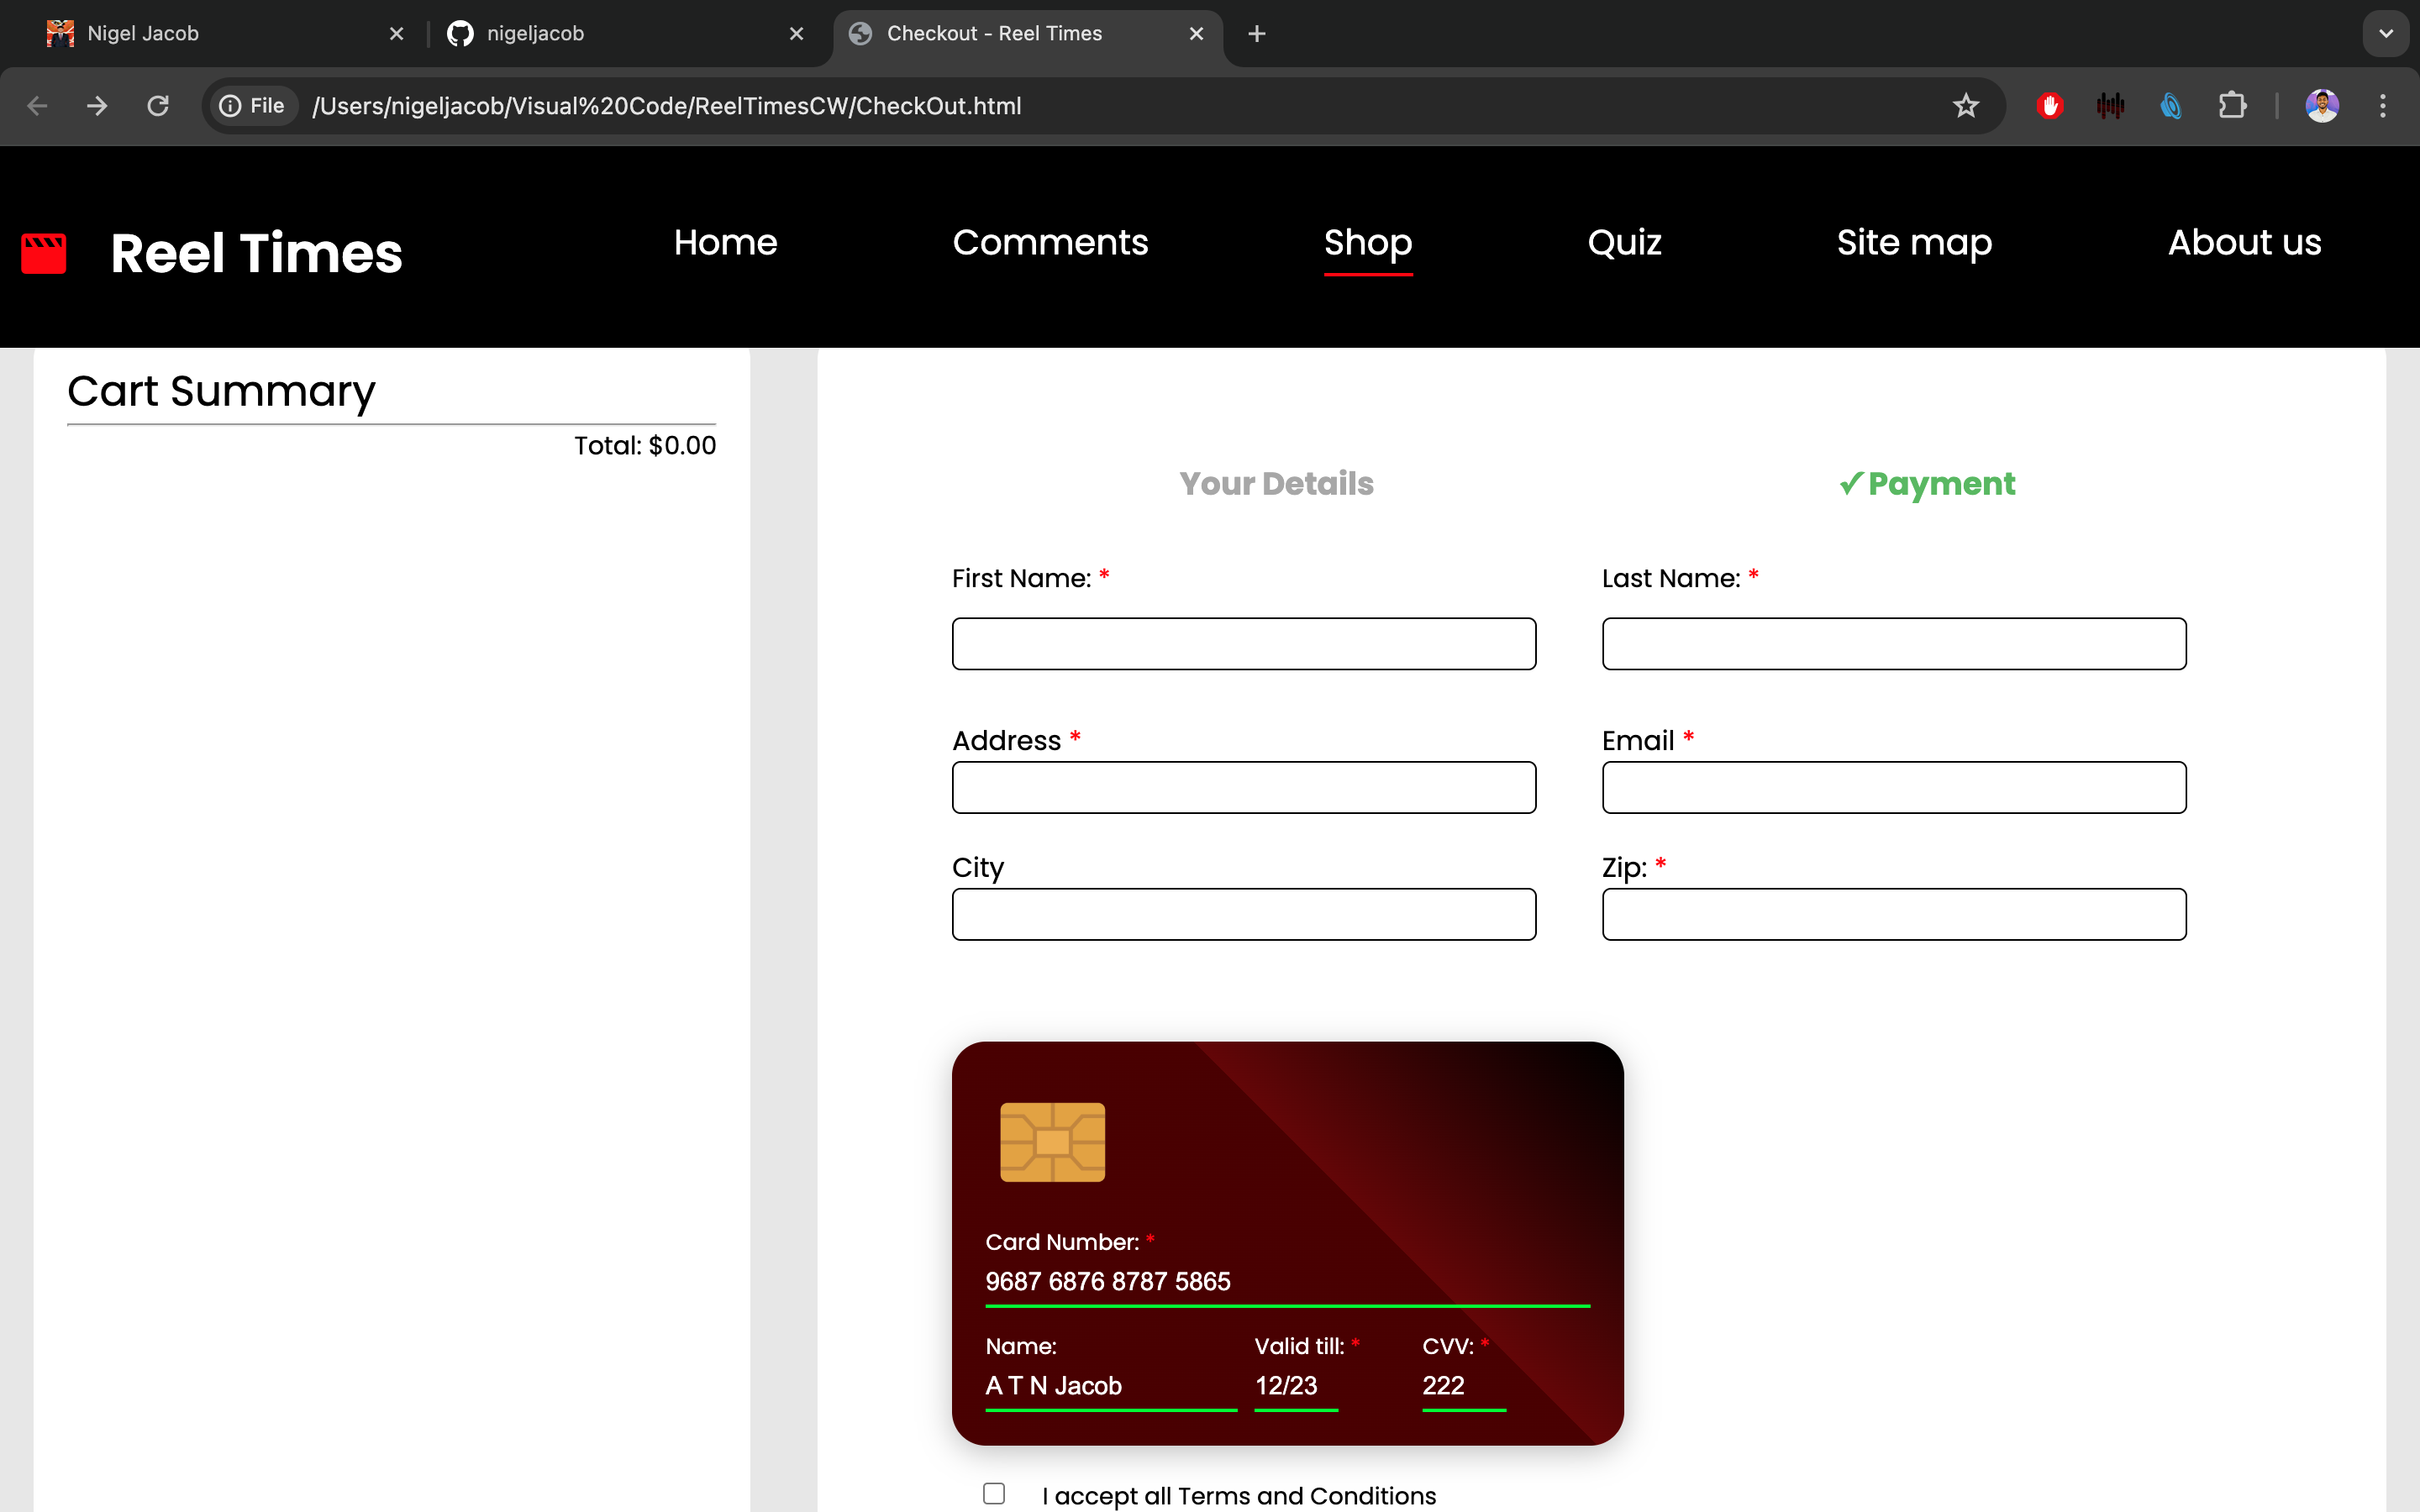 Nigel Jacob
nigeljacob
Checkout - Reel Times
File /Users/nigeljacob/Visual%20Code/ReelTimesCW/CheckOut.html
Reel Times Home Comments Shop Quiz Site map About us
Cart Summary
Total: $0.00
Your Details ✓Payment
First Name: * Last Name: *
Address * Email *
City Zip: *
Card Number: *
9687 6876 8787 5865
Name: Valid till: * CVV: *
A T N Jacob 12/23 222
I accept all Terms and Conditions